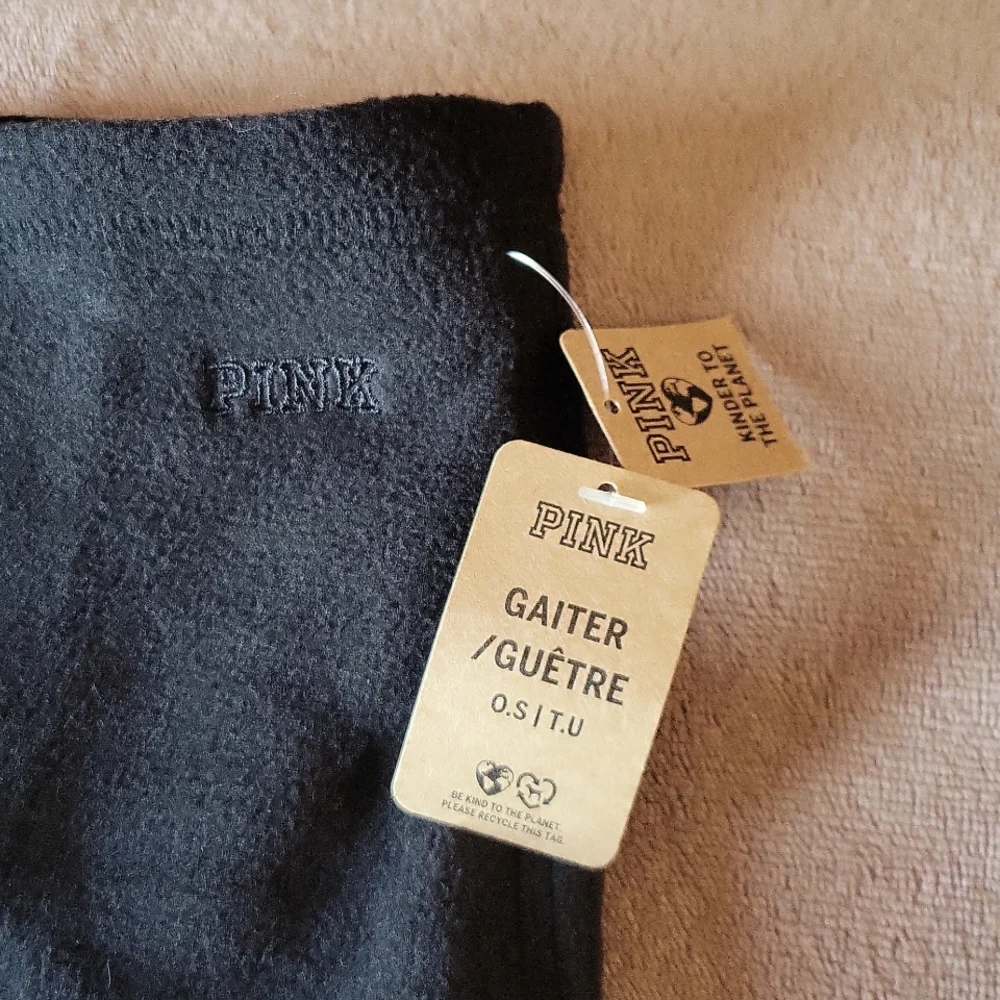 PINK
PINK
KINDER TO
THE PLANET
PINK
GAITER
/GUÊTRE
O.S | T.U
BE KIND TO THE PLANET.
PLEASE RECYCLE THIS TAG.